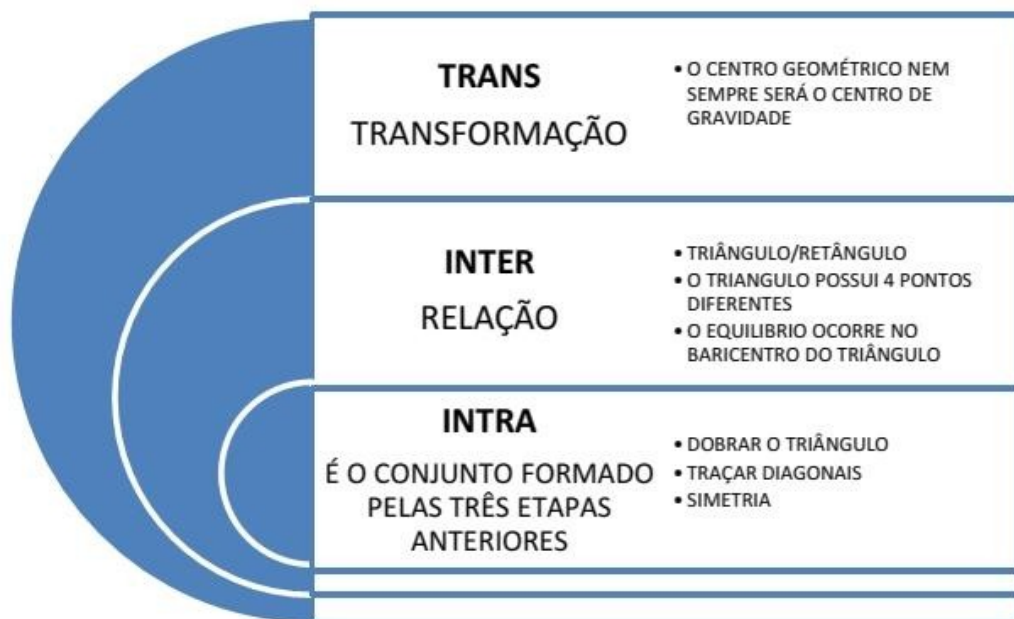 TRANS
TRANSFORMAÇÃO
• O CENTRO GEOMÉTRICO NEM
SEMPRE SERÁ O CENTRO DE
GRAVIDADE
INTER
RELAÇÃO
• TRIÂNGULO/RETÂNGULO
• O TRIANGULO POSSUI 4 PONTOS
DIFERENTES
• O EQUILIBRIO OCORRE NO
BARICENTRO DO TRIÂNGULO
INTRA
É O CONJUNTO FORMADO
PELAS TRÊS ETAPAS
ANTERIORES
• DOBRAR O TRIÂNGULO
• TRAÇAR DIAGONAIS
• SIMETRIA